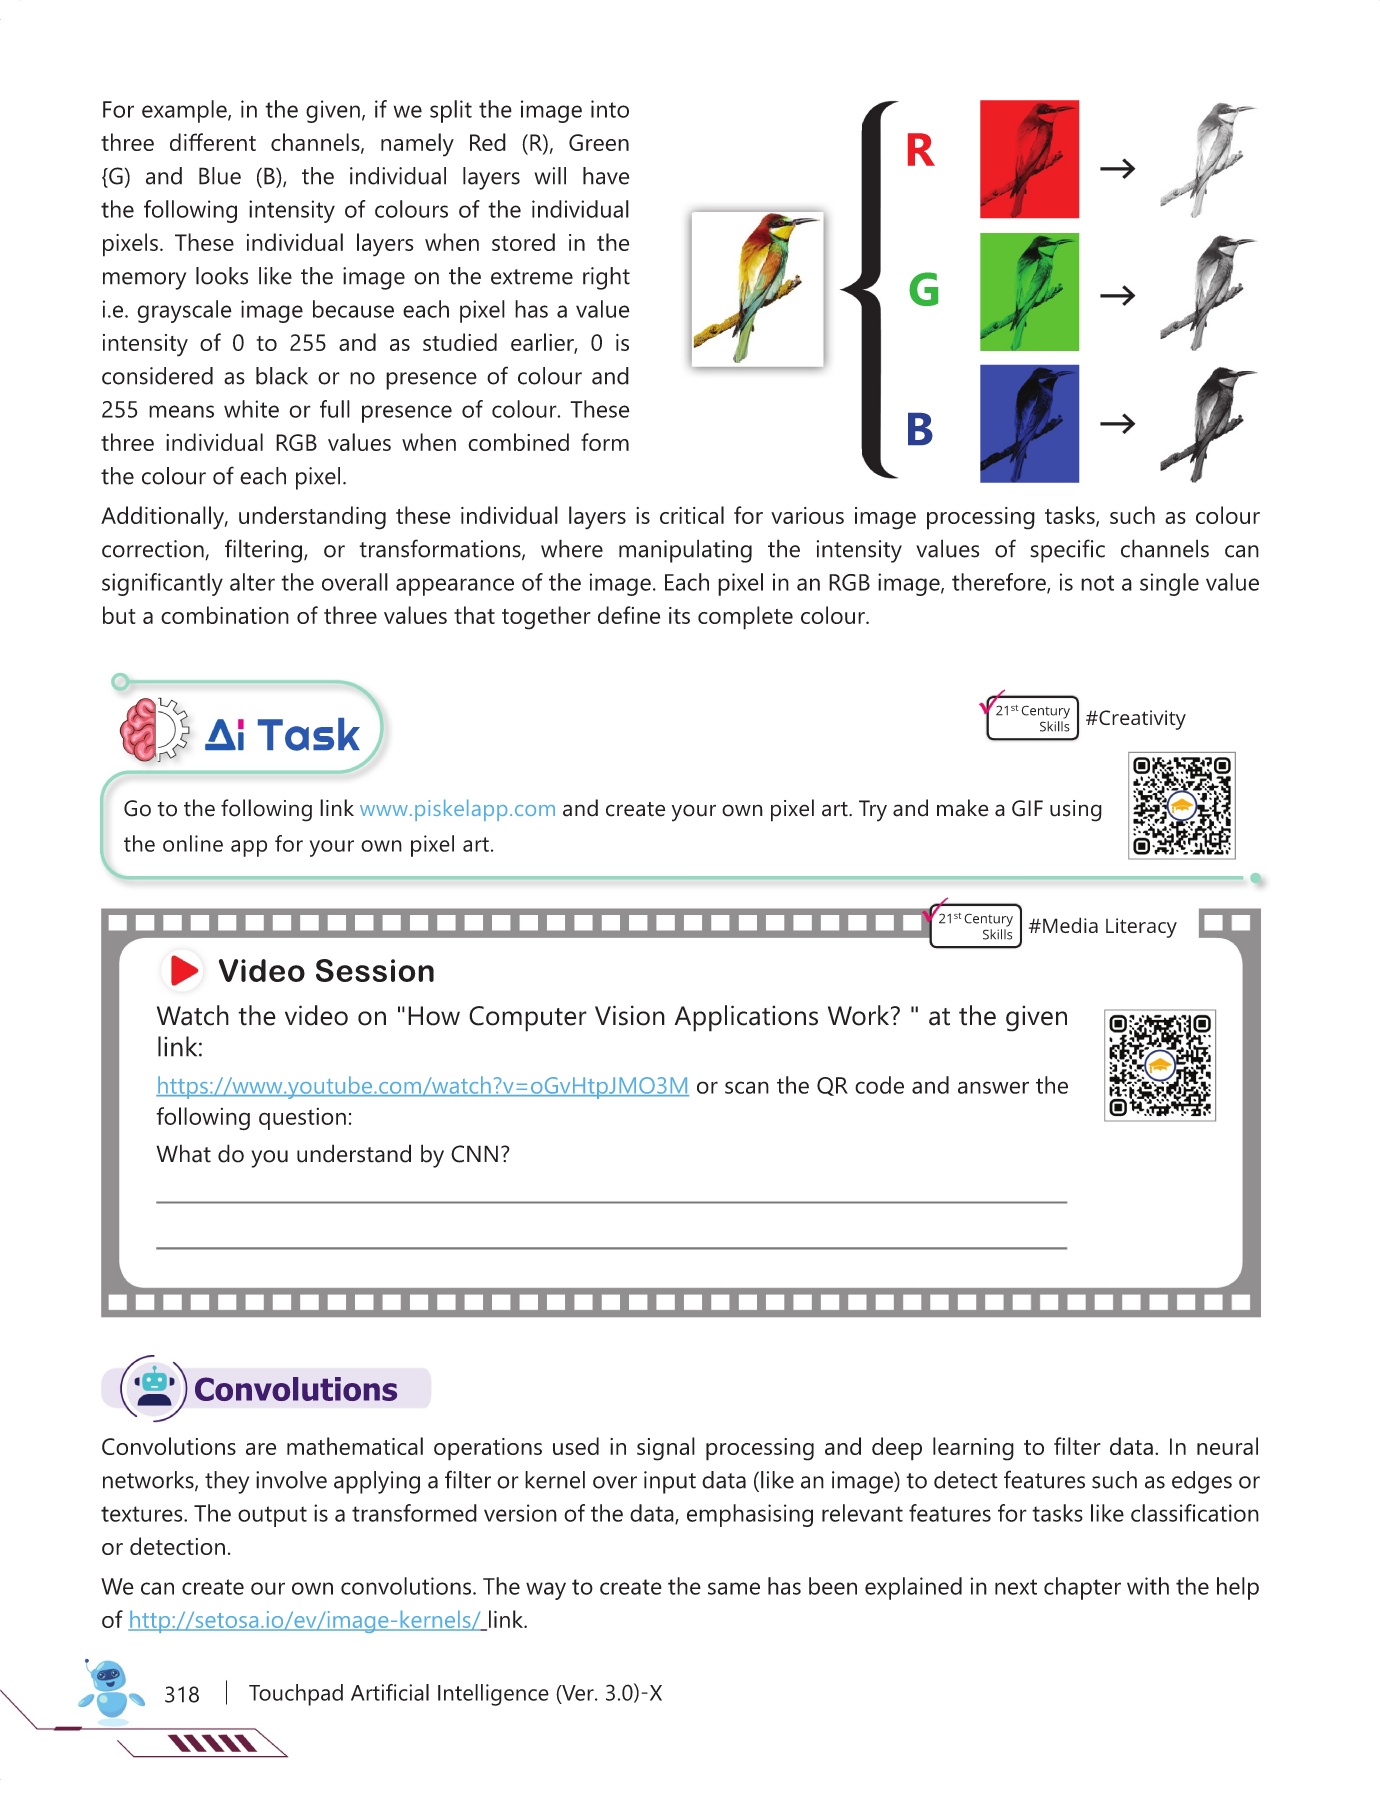 For example, in the given, if we split the image into
three different channels, namely Red (R), Green
{G) and Blue (B), the individual layers will have
the following intensity of colours of the individual
pixels. These individual layers when stored in the
memory looks like the image on the extreme right
i.e. grayscale image because each pixel has a value
intensity of 0 to 255 and as studied earlier, 0 is
considered as black or no presence of colour and
255 means white or full presence of colour. These
three individual RGB values when combined form
the colour of each pixel.
R
G
B
Additionally, understanding these individual layers is critical for various image processing tasks, such as colour
correction, filtering, or transformations, where manipulating the intensity values of specific channels can
significantly alter the overall appearance of the image. Each pixel in an RGB image, therefore, is not a single value
but a combination of three values that together define its complete colour.
Ai Task
21st Century
Skills
#Creativity
Go to the following link www.piskelapp.com and create your own pixel art. Try and make a GIF using
the online app for your own pixel art.
21st Century
Skills
#Media Literacy
Video Session
Watch the video on "How Computer Vision Applications Work? " at the given
link:
https://www.youtube.com/watch?v=oGvHtpJMO3M or scan the QR code and answer the
following question:
What do you understand by CNN?
Convolutions
Convolutions are mathematical operations used in signal processing and deep learning to filter data. In neural
networks, they involve applying a filter or kernel over input data (like an image) to detect features such as edges or
textures. The output is a transformed version of the data, emphasising relevant features for tasks like classification
or detection.
We can create our own convolutions. The way to create the same has been explained in next chapter with the help
of http://setosa.io/ev/image-kernels/ link.
318
Touchpad Artificial Intelligence (Ver. 3.0)-X